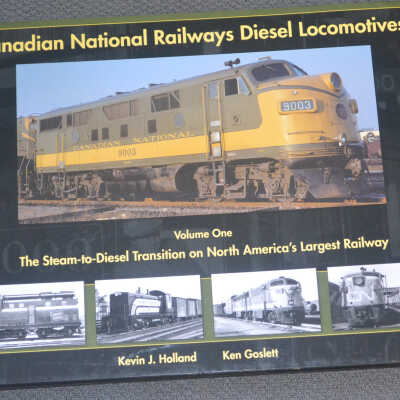 anadian National Railways Diesel Locomotives
9003
CANADIAN NATIONAL
9003
Volume One
The Steam-to-Diesel Transition on North America's Largest Railway
Kevin J. Holland Ken Goslett